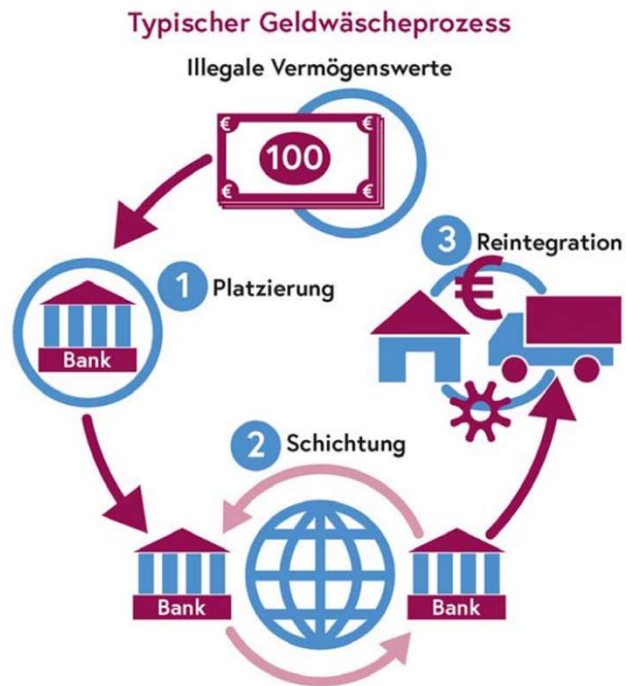 Typischer Geldwäscheprozess
Illegale Vermögenswerte
€ €
100
€ €
1 Platzierung
Bank
3 Reintegration
€
2 Schichtung
Bank
Bank